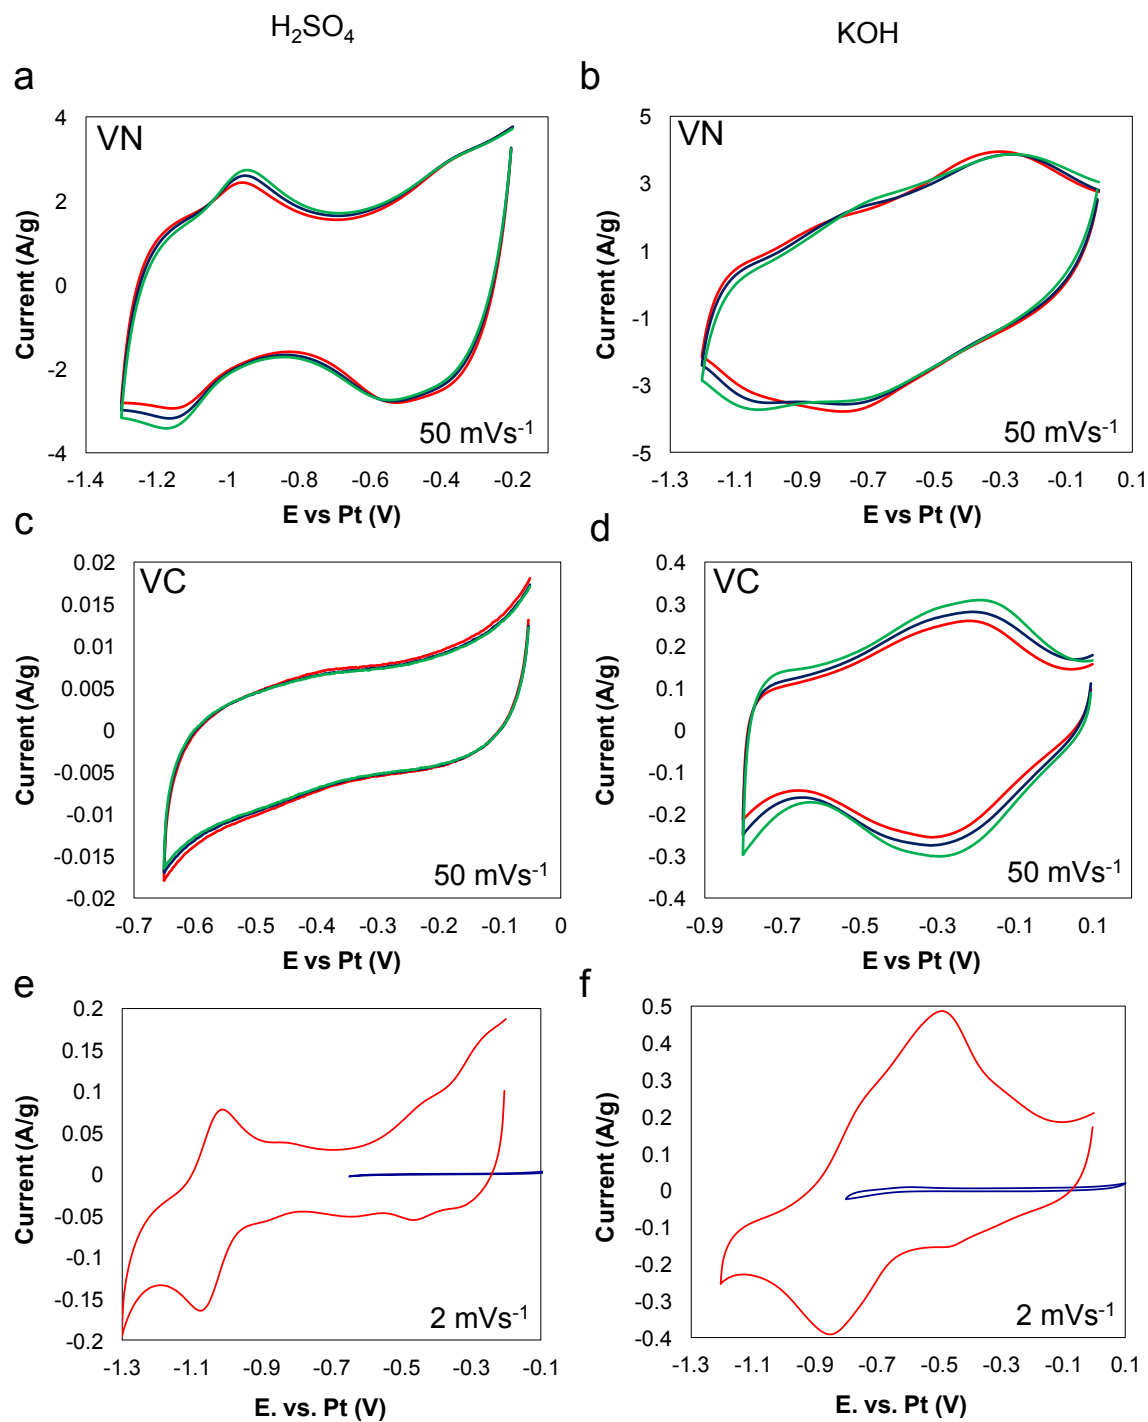 H₂SO₄
KOH
a
VN
4
2
0
-2
-4
Current (A/g)
50 mVs⁻¹
-1.4 -1.2 -1 -0.8 -0.6 -0.4 -0.2
E vs Pt (V)
b
VN
5
3
1
-1
-3
-5
Current (A/g)
50 mVs⁻¹
-1.3 -1.1 -0.9 -0.7 -0.5 -0.3 -0.1 0.1
E vs Pt (V)
c
VC
0.02
0.015
0.01
0.005
0
-0.005
-0.01
-0.015
-0.02
Current (A/g)
50 mVs⁻¹
-0.7 -0.6 -0.5 -0.4 -0.3 -0.2 -0.1 0
E vs Pt (V)
d
VC
0.4
0.3
0.2
0.1
0
-0.1
-0.2
-0.3
-0.4
Current (A/g)
50 mVs⁻¹
-0.9 -0.7 -0.5 -0.3 -0.1 0.1
E vs Pt (V)
e
0.2
0.15
0.1
0.05
0
-0.05
-0.1
-0.15
-0.2
Current (A/g)
2 mVs⁻¹
-1.3 -1.1 -0.9 -0.7 -0.5 -0.3 -0.1
E. vs. Pt (V)
f
0.5
0.4
0.3
0.2
0.1
0
-0.1
-0.2
-0.3
-0.4
Current (A/g)
2 mVs⁻¹
-1.3 -1.1 -0.9 -0.7 -0.5 -0.3 -0.1 0.1
E. vs. Pt (V)